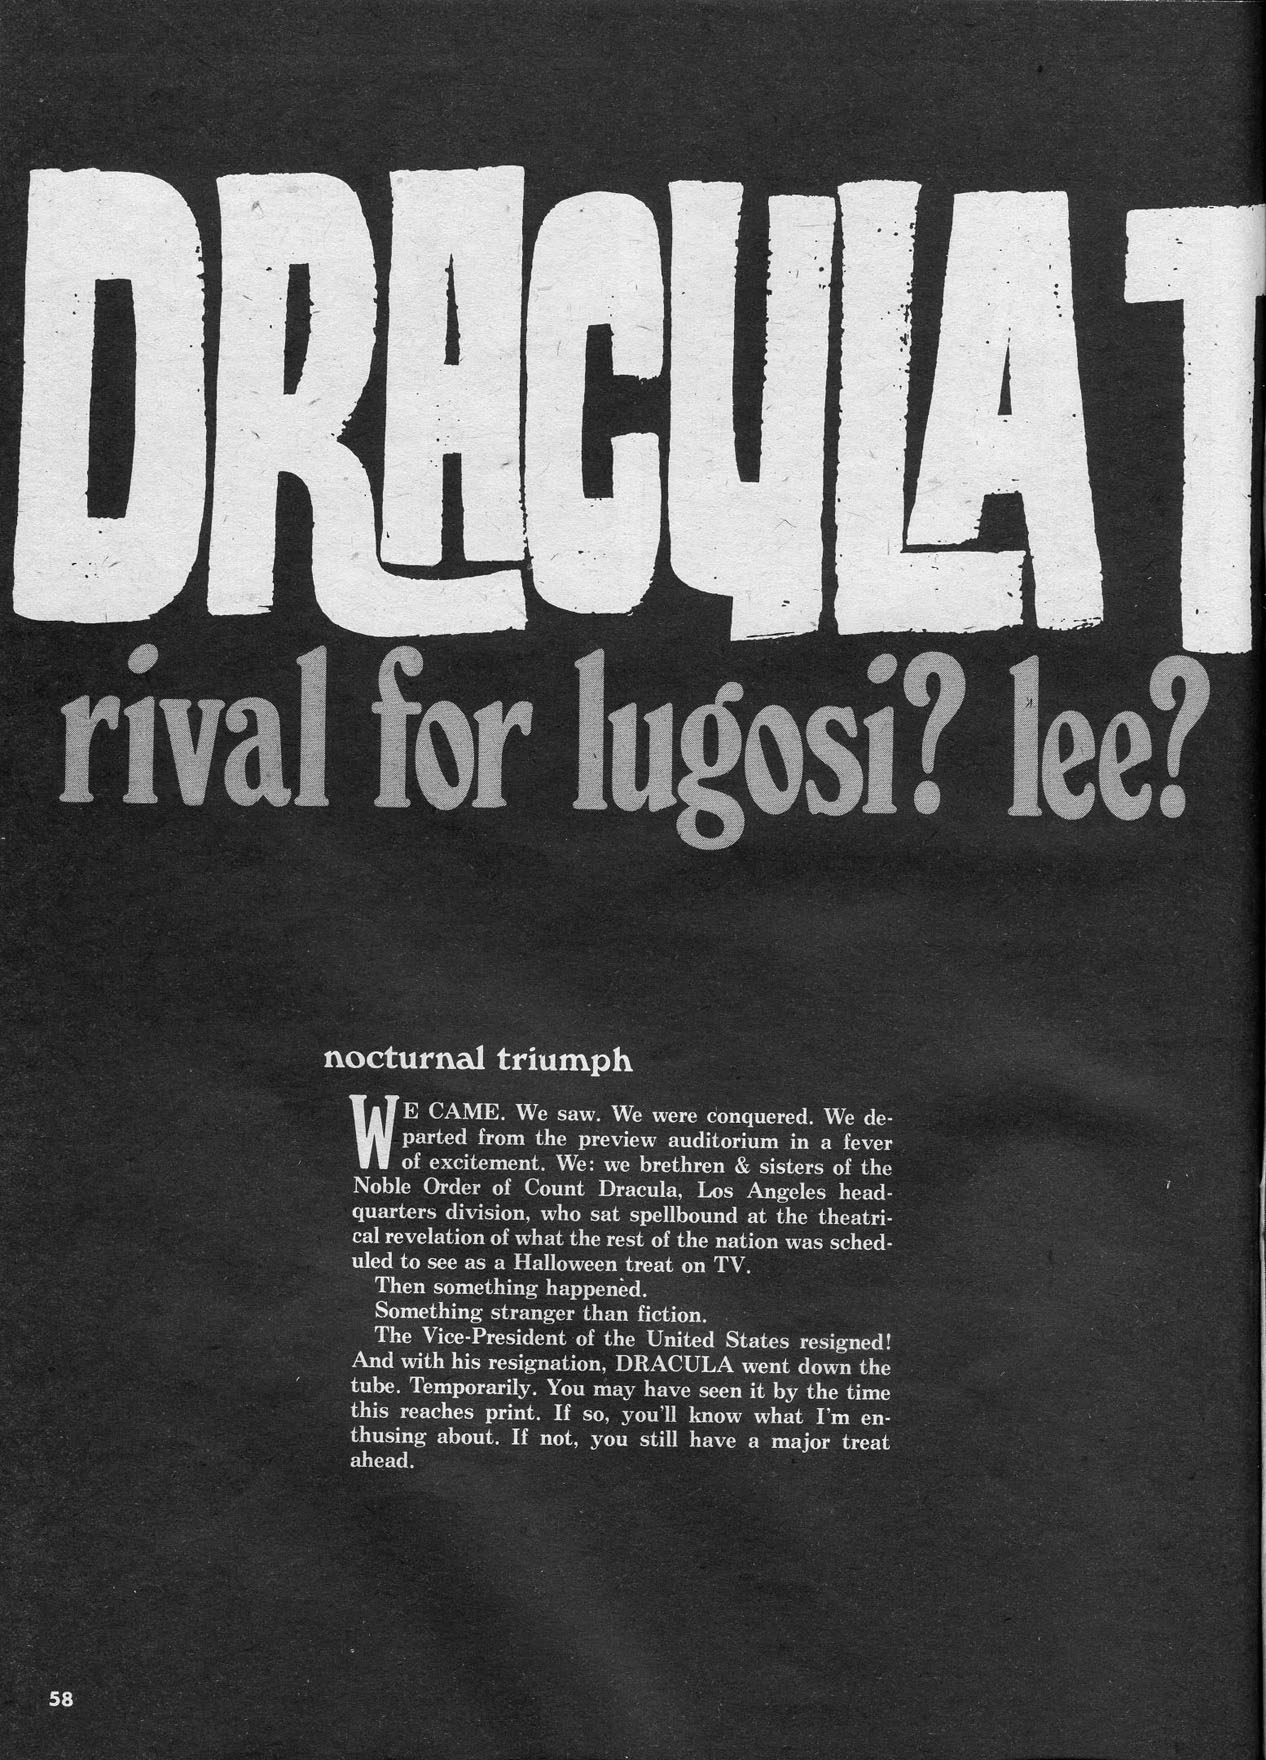 DRACULA T
rival for lugosi? lee?
nocturnal triumph
WE CAME. We saw. We were conquered. We de-
parted from the preview auditorium in a fever
of excitement. We: we brethren & sisters of the
Noble Order of Count Dracula, Los Angeles head-
quarters division, who sat spellbound at the theatri-
cal revelation of what the rest of the nation was sched-
uled to see as a Halloween treat on TV.
Then something happened.
Something stranger than fiction.
The Vice-President of the United States resigned!
And with his resignation, DRACULA went down the
tube. Temporarily. You may have seen it by the time
this reaches print. If so, you'll know what I'm en-
thusing about. If not, you still have a major treat
ahead.
58